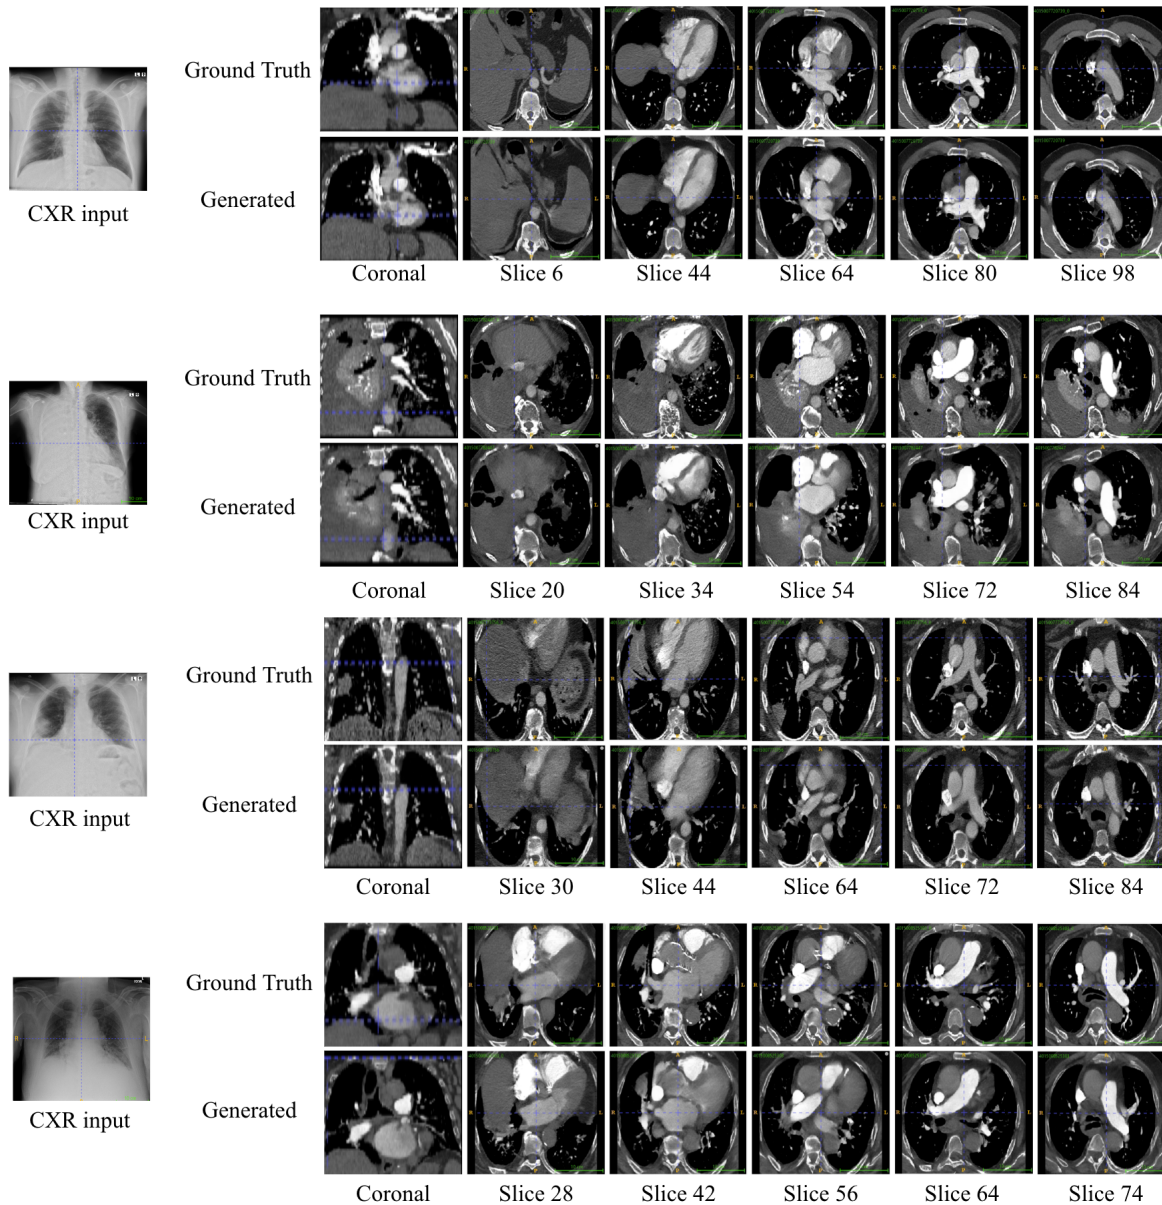 Ground Truth
CXR input
Generated
Coronal Slice 6 Slice 44 Slice 64 Slice 80 Slice 98
Ground Truth
CXR input
Generated
Coronal Slice 20 Slice 34 Slice 54 Slice 72 Slice 84
Ground Truth
CXR input
Generated
Coronal Slice 30 Slice 44 Slice 64 Slice 72 Slice 84
Ground Truth
CXR input
Generated
Coronal Slice 28 Slice 42 Slice 56 Slice 64 Slice 74